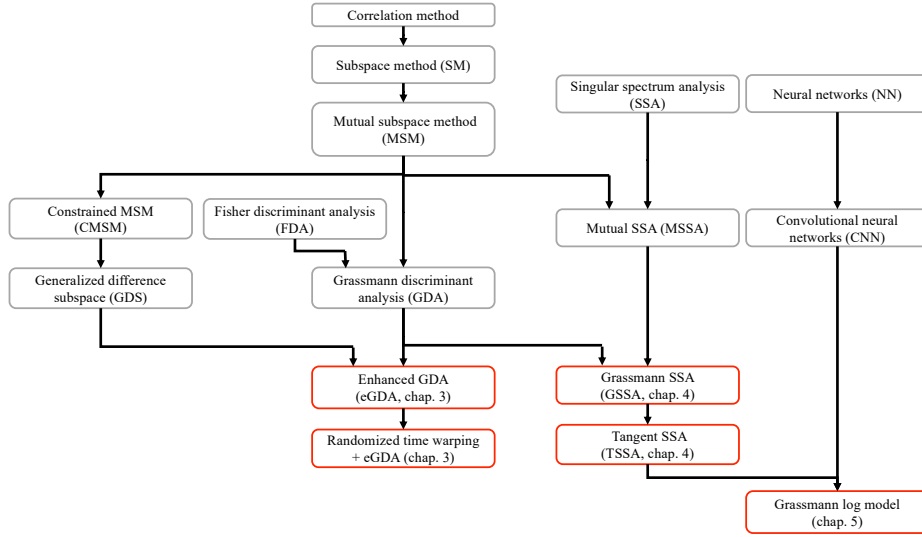 Correlation method
Subspace method (SM)
Mutual subspace method
(MSM)
Singular spectrum analysis
(SSA)
Neural networks (NN)
Constrained MSM
(CMSM)
Fisher discriminant analysis
(FDA)
Mutual SSA (MSSA)
Convolutional neural
networks (CNN)
Generalized difference
subspace (GDS)
Grassmann discriminant
analysis (GDA)
Enhanced GDA
(eGDA, chap. 3)
Grassmann SSA
(GSSA, chap. 4)
Randomized time warping
+ eGDA (chap. 3)
Tangent SSA
(TSSA, chap. 4)
Grassmann log model
(chap. 5)